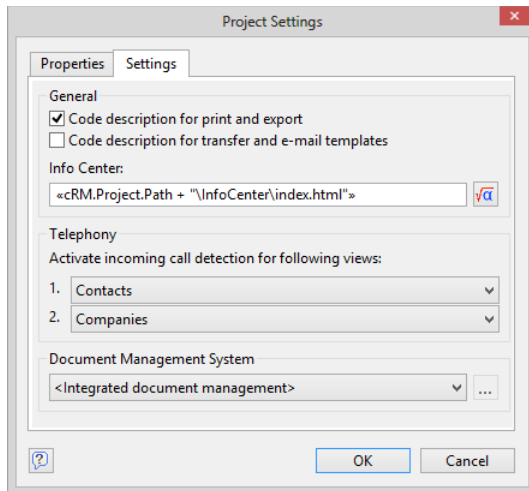 Project Settings
Properties
Settings
General
Code description for print and export
Code description for transfer and e-mail templates
Info Center:
«cRM.Project.Path + "\InfoCenter\index.html"»
√α
Telephony
Activate incoming call detection for following views:
1. Contacts
2. Companies
Document Management System
<Integrated document management>
...
?
OK
Cancel